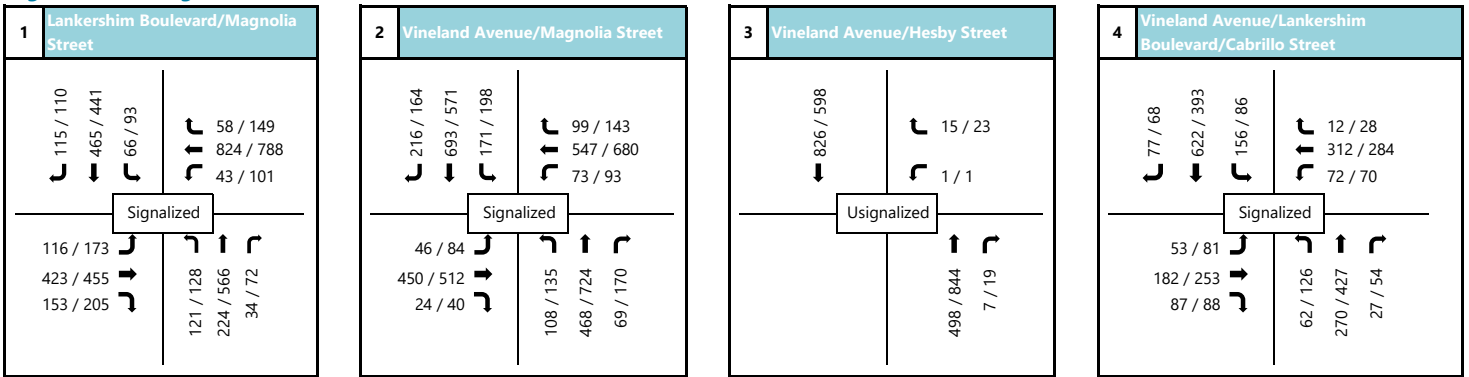 1
Lankershim Boulevard/Magnolia
Street
115 / 110
465 / 441
66 / 93
58 / 149
824 / 788
43 / 101
Signalized
116 / 173
423 / 455
153 / 205
121 / 128
224 / 566
34 / 72
2
Vineland Avenue/Magnolia Street
216 / 164
693 / 571
171 / 198
99 / 143
547 / 680
73 / 93
Signalized
46 / 84
450 / 512
24 / 40
108 / 135
468 / 724
69 / 170
3
Vineland Avenue/Hesby Street
826 / 598
15 / 23
1 / 1
Usignalized
498 / 844
7 / 19
4
Vineland Avenue/Lankershim
Boulevard/Cabrillo Street
77 / 68
622 / 393
156 / 86
12 / 28
312 / 284
72 / 70
Signalized
53 / 81
182 / 253
87 / 88
62 / 126
270 / 427
27 / 54